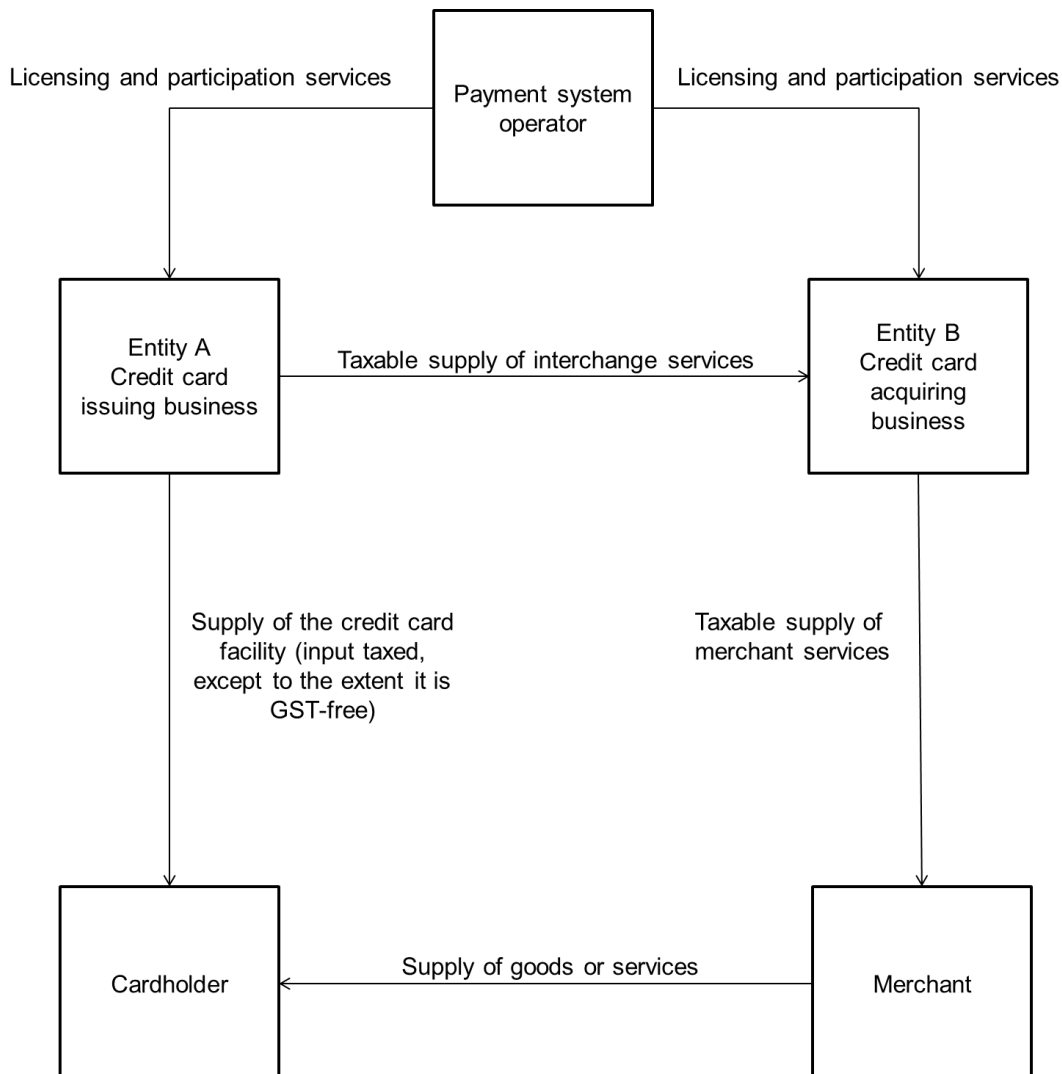 Licensing and participation services
Payment system
operator
Licensing and participation services
Entity A
Credit card
issuing business
Taxable supply of interchange services
Entity B
Credit card
acquiring
business
Supply of the credit card
facility (input taxed,
except to the extent it is
GST-free)
Taxable supply of
merchant services
Cardholder
Supply of goods or services
Merchant